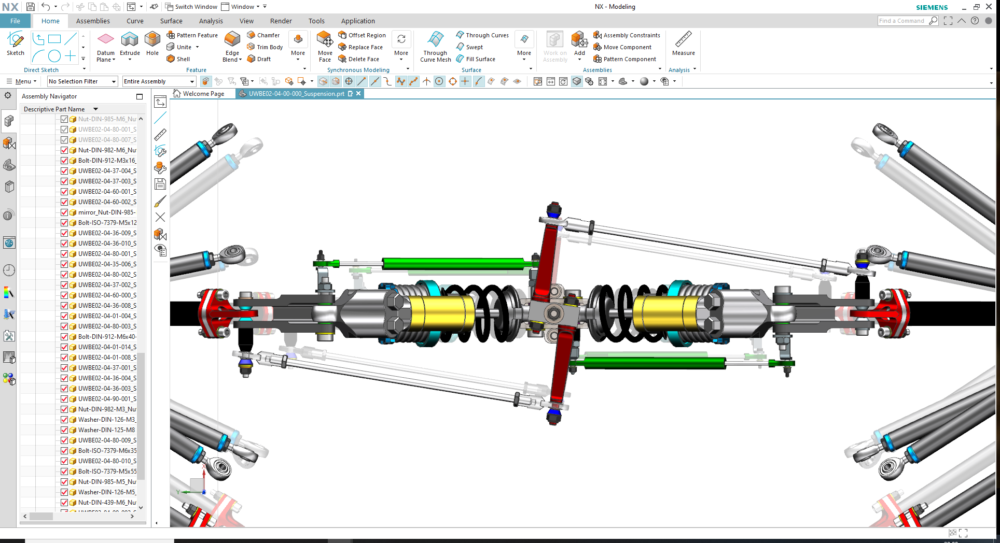 NX
Switch Window
Window
NX - Modeling
SIEMENS
File
Home
Assemblies
Curve
Surface
Analysis
View
Render
Tools
Application
Find a Command
Sketch
Direct Sketch
Datum Plane
Extrude
Hole
Pattern Feature
Unite
Shell
Edge Blend
Chamfer
Trim Body
Draft
More
Feature
Move Face
Offset Region
Replace Face
Delete Face
More
Synchronous Modeling
Through Curve Mesh
Through Curves
Swept
Fill Surface
More
Surface
Work on Assembly
Add
Assembly Constraints
Move Component
Pattern Component
Assemblies
Measure
Analysis
Menu
No Selection Filter
Entire Assembly
Assembly Navigator
Welcome Page
UWBE02-04-00-000_Suspension.prt
Descriptive Part Name
Nut-DIN-985-M6_Nu
UWBE02-04-80-001_S
UWBE02-04-80-007_S
Nut-DIN-982-M6_Nu
Bolt-DIN-912-M3x16_
UWBE02-04-37-004_S
UWBE02-04-37-003_S
UWBE02-04-60-001_S
UWBE02-04-60-002_S
mirror_Nut-DIN-985-
Bolt-ISO-7379-M5x12
UWBE02-04-36-009_S
UWBE02-04-36-010_S
UWBE02-04-80-001_S
UWBE02-04-35-006_S
UWBE02-04-80-002_S
UWBE02-04-37-002_S
UWBE02-04-60-000_S
UWBE02-04-36-008_S
UWBE02-04-01-004_S
UWBE02-04-80-003_S
Bolt-DIN-912-M6x40-
UWBE02-04-01-014_S
UWBE02-04-01-008_S
UWBE02-04-37-001_S
UWBE02-04-36-004_S
UWBE02-04-36-003_S
UWBE02-04-90-001_S
Nut-DIN-982-M3_Nu
Washer-DIN-126-M3_
Washer-DIN-125-M8
UWBE02-04-80-009_S
Bolt-ISO-7379-M6x35
UWBE02-04-80-010_S
Bolt-ISO-7379-M5x55
Nut-DIN-985-M5_Nu
Washer-DIN-126-M5_
Nut-DIN-439-M6_Nu
X
Y